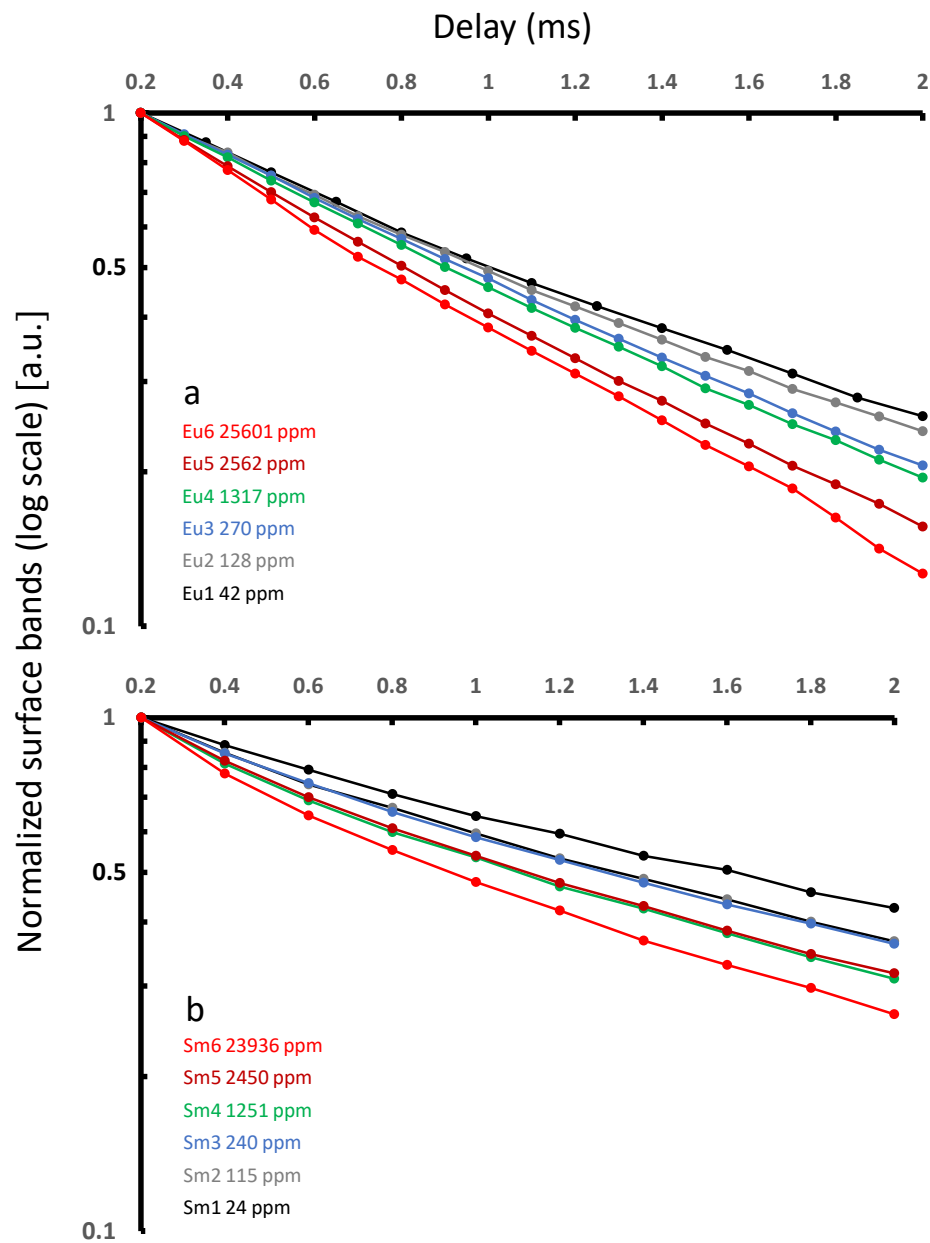 Delay (ms)
0.2 0.4 0.6 0.8 1 1.2 1.4 1.6 1.8 2
1
0.5
0.1
a
Eu6 25601 ppm
Eu5 2562 ppm
Eu4 1317 ppm
Eu3 270 ppm
Eu2 128 ppm
Eu1 42 ppm
Normalized surface bands (log scale) [a.u.]
0.2 0.4 0.6 0.8 1 1.2 1.4 1.6 1.8 2
1
0.5
0.1
b
Sm6 23936 ppm
Sm5 2450 ppm
Sm4 1251 ppm
Sm3 240 ppm
Sm2 115 ppm
Sm1 24 ppm